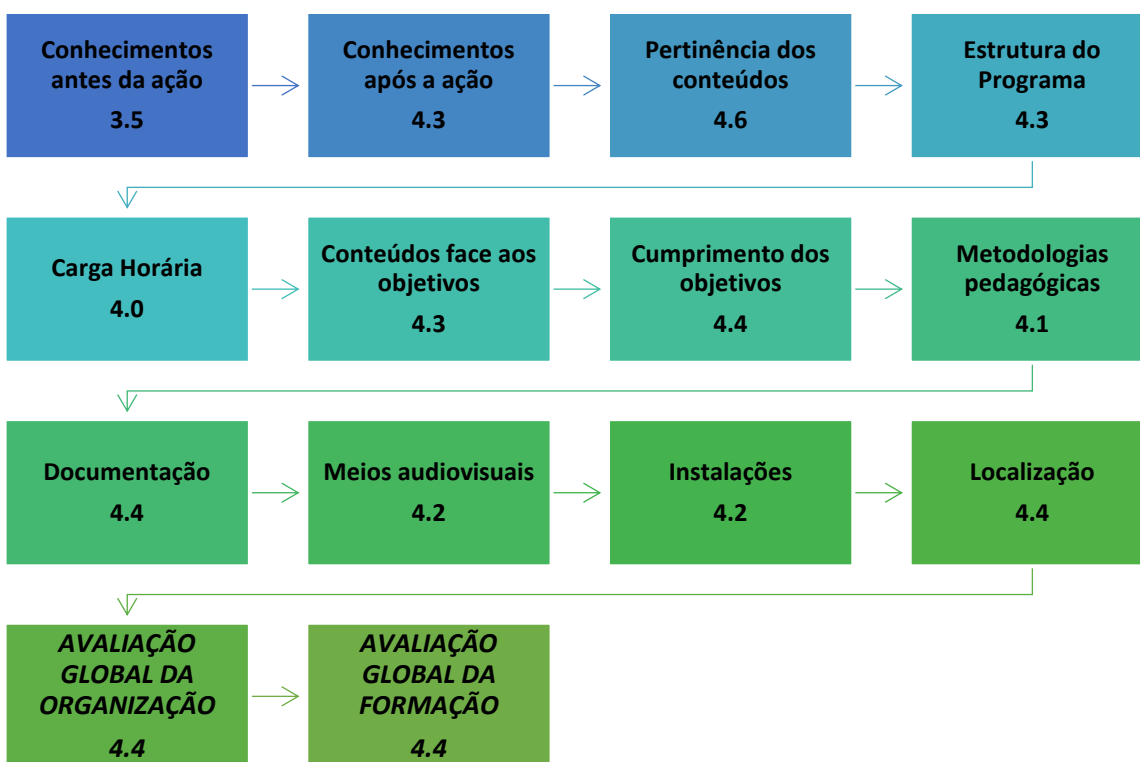 Conhecimentos
antes da ação
3.5
Conhecimentos
após a ação
4.3
Pertinência dos
conteúdos
4.6
Estrutura do
Programa
4.3
Carga Horária
4.0
Conteúdos face aos
objetivos
4.3
Cumprimento dos
objetivos
4.4
Metodologias
pedagógicas
4.1
Documentação
4.4
Meios audiovisuais
4.2
Instalações
4.2
Localização
4.4
AVALIAÇÃO
GLOBAL DA
ORGANIZAÇÃO
4.4
AVALIAÇÃO
GLOBAL DA
FORMAÇÃO
4.4